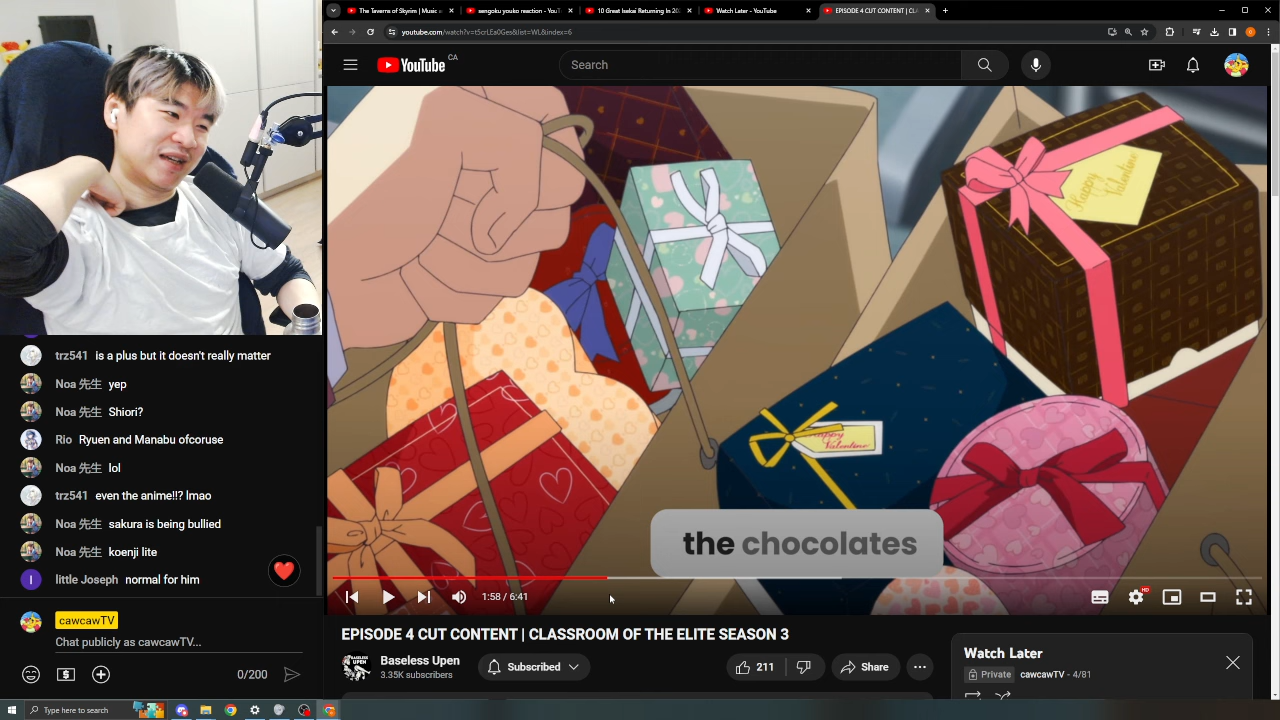 The Taverns of Skyrim | Music &
sengoku youko reaction - YouT
10 Great Isekai Returning In 202
Watch Later - YouTube
EPISODE 4 CUT CONTENT | CL
youtube.com/watch?v=t5crLEa0Ges&list=WL&index=6
YouTube CA
Search
Happy Valentine
Happy Valentine
the chocolates
1:58 / 6:41
HD
EPISODE 4 CUT CONTENT | CLASSROOM OF THE ELITE SEASON 3
BASELESS UPEN
Baseless Upen
3.35K subscribers
Subscribed
211
Share
Watch Later
Private cawcawTV - 4/81
trz541 is a plus but it doesn't really matter
Noa 先生 yep
Noa 先生 Shiori?
Rio Ryuen and Manabu ofcoruse
Noa 先生 lol
trz541 even the anime!!? lmao
Noa 先生 sakura is being bullied
Noa 先生 koenji lite
l little Joseph normal for him
cawcawTV
Chat publicly as cawcawTV...
0/200
Type here to search